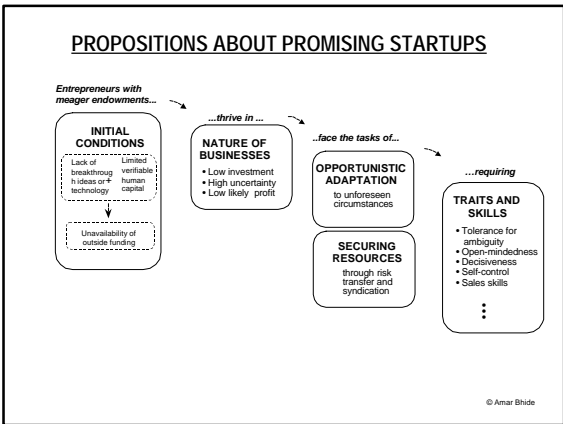 PROPOSITIONS ABOUT PROMISING STARTUPS
Entrepreneurs with
meager endowments...
INITIAL
CONDITIONS
Lack of
breakthroug
h ideas or
technology
+
Limited
verifiable
human
capital
Unavailability of
outside funding
...thrive in ...
NATURE OF
BUSINESSES
• Low investment
• High uncertainty
• Low likely profit
..face the tasks of...
OPPORTUNISTIC
ADAPTATION
to unforeseen
circumstances
SECURING
RESOURCES
through risk
transfer and
syndication
...requiring
TRAITS AND
SKILLS
• Tolerance for
ambiguity
• Open-mindedness
• Decisiveness
• Self-control
• Sales skills
© Amar Bhide